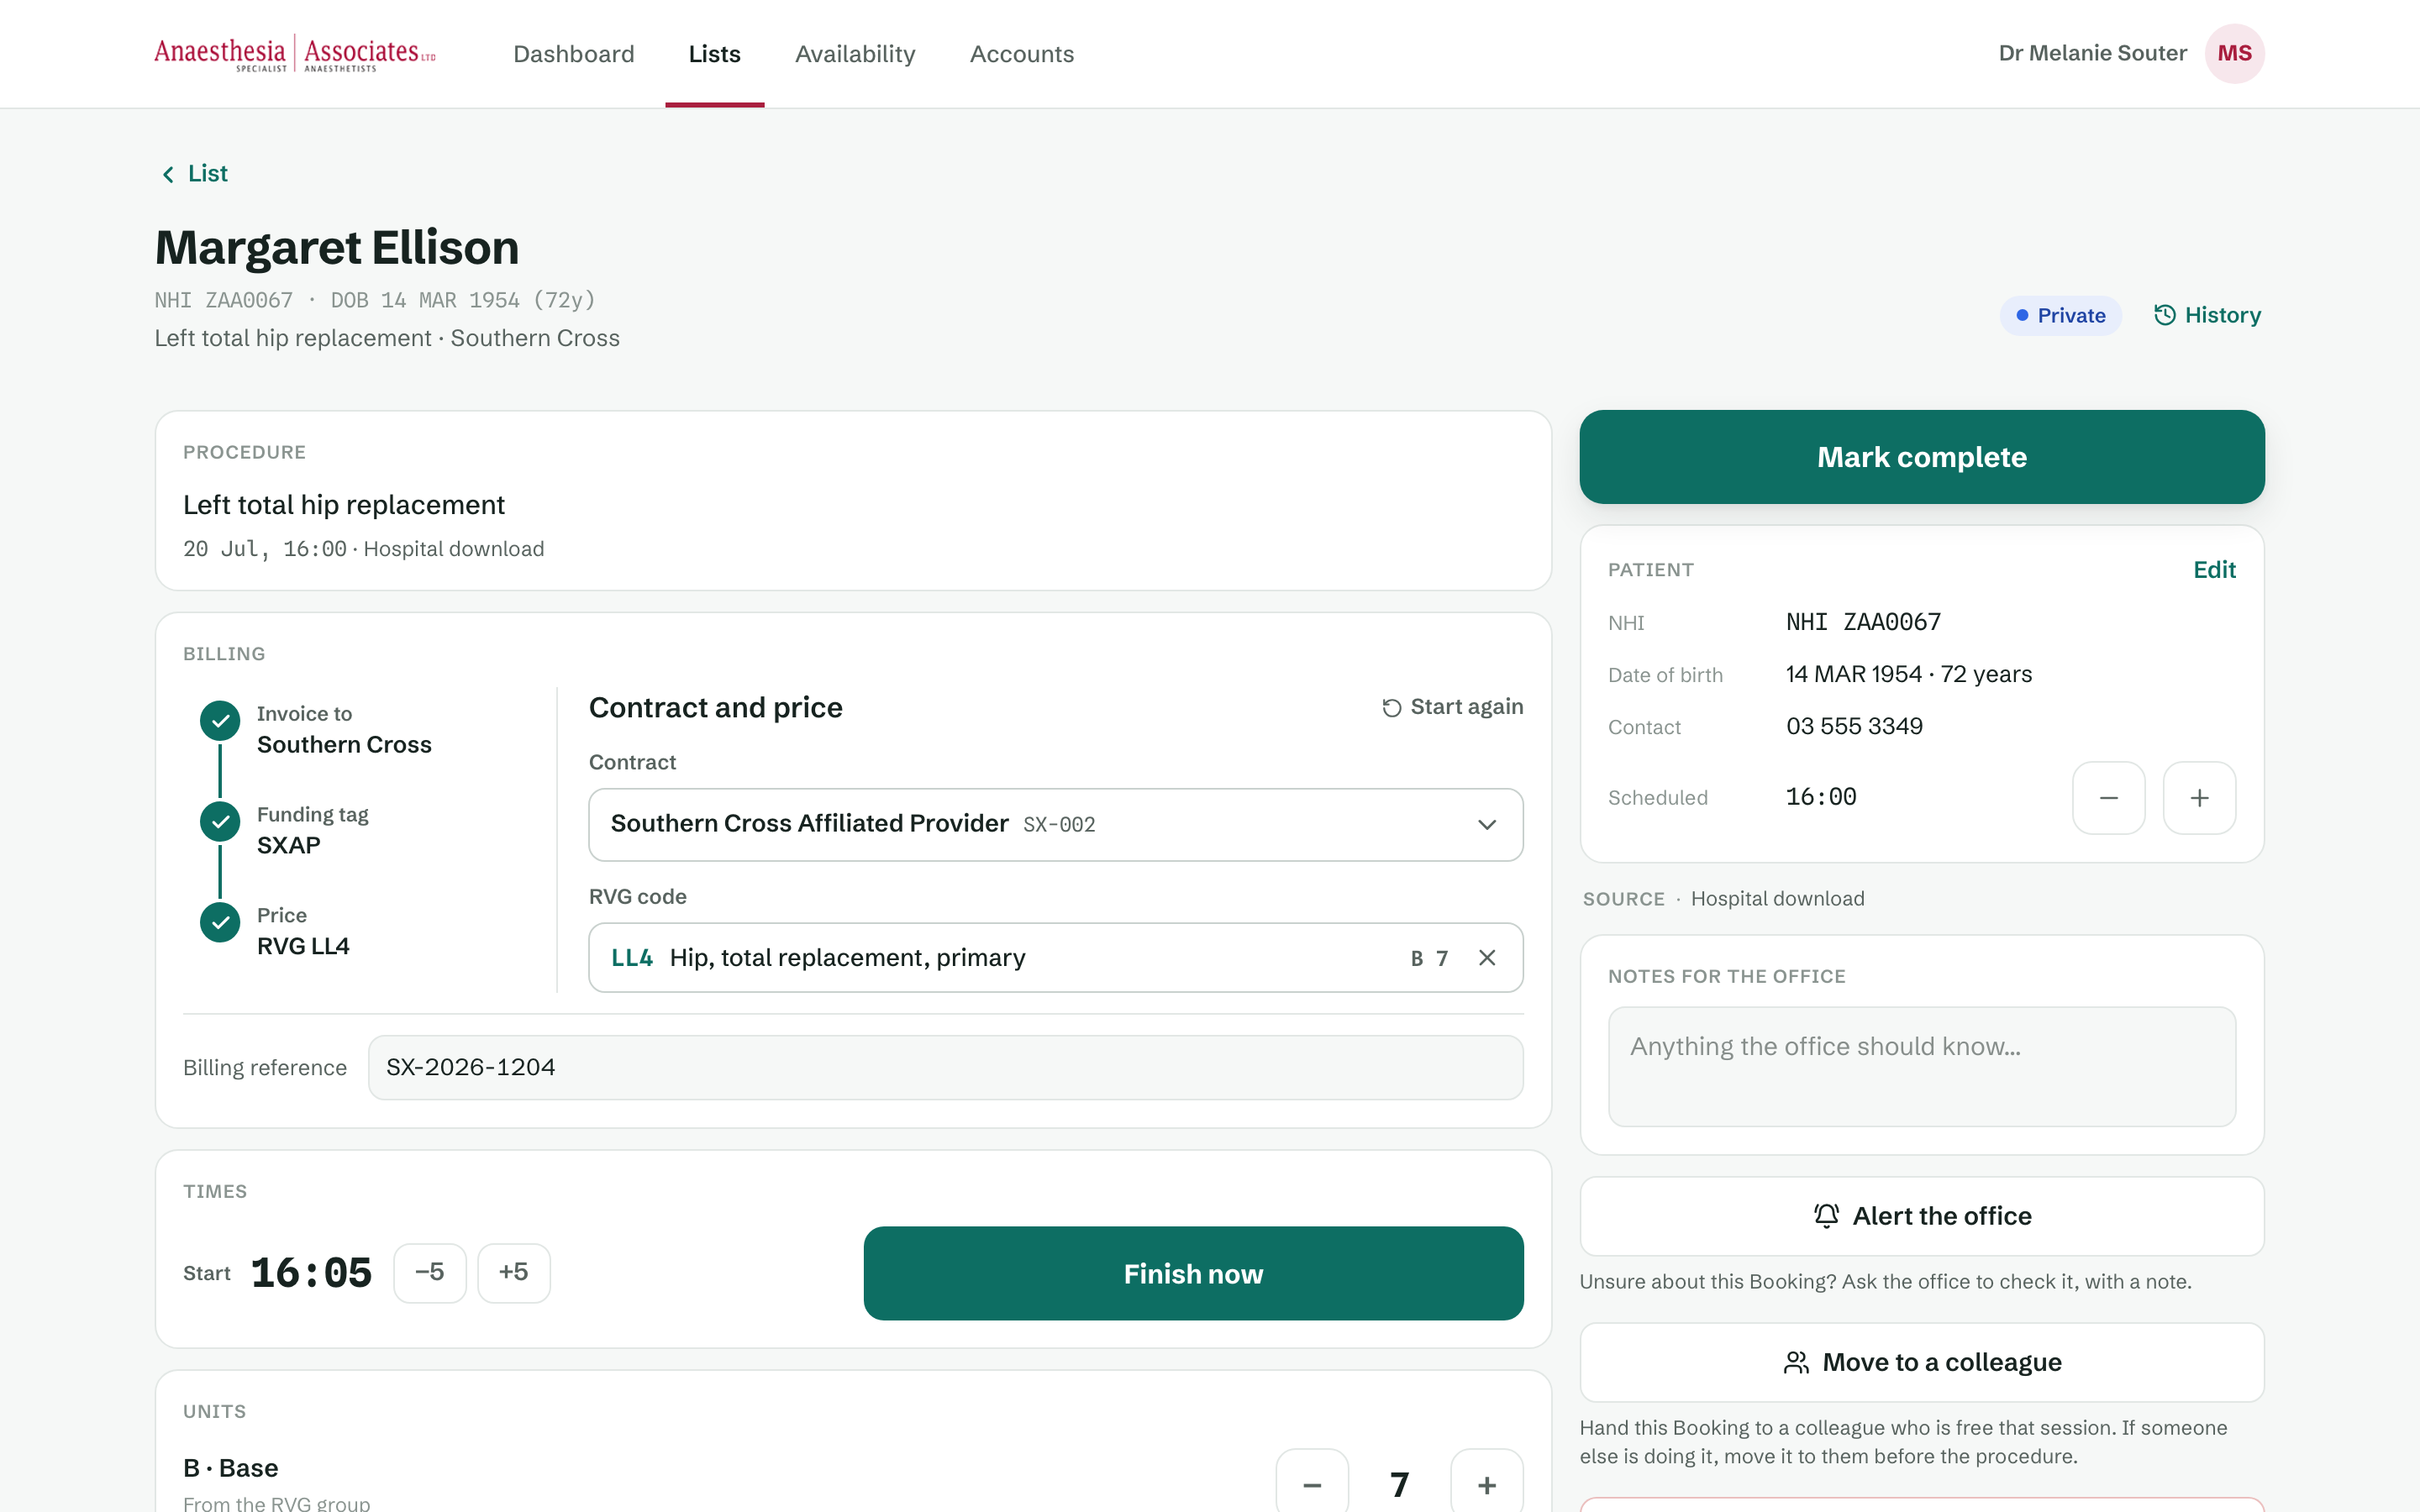 Anaesthesia | Associates LTD
SPECIALIST ANAESTHETISTS
Dashboard
Lists
Availability
Accounts
Dr Melanie Souter
MS
List
Margaret Ellison
NHI ZAA0067 · DOB 14 MAR 1954 (72y)
Left total hip replacement · Southern Cross
Private
History
PROCEDURE
Left total hip replacement
20 Jul, 16:00 · Hospital download
BILLING
Invoice to
Southern Cross
Funding tag
SXAP
Price
RVG LL4
Contract and price
Start again
Contract
Southern Cross Affiliated Provider SX-002
RVG code
LL4 Hip, total replacement, primary B 7
Billing reference
SX-2026-1204
TIMES
Start 16:05 −5 +5
Finish now
UNITS
B · Base
From the RVG group
− 7 +
Mark complete
PATIENT
Edit
NHI NHI ZAA0067
Date of birth 14 MAR 1954 · 72 years
Contact 03 555 3349
Scheduled 16:00 − +
SOURCE · Hospital download
NOTES FOR THE OFFICE
Anything the office should know…
Alert the office
Unsure about this Booking? Ask the office to check it, with a note.
Move to a colleague
Hand this Booking to a colleague who is free that session. If someone
else is doing it, move it to them before the procedure.